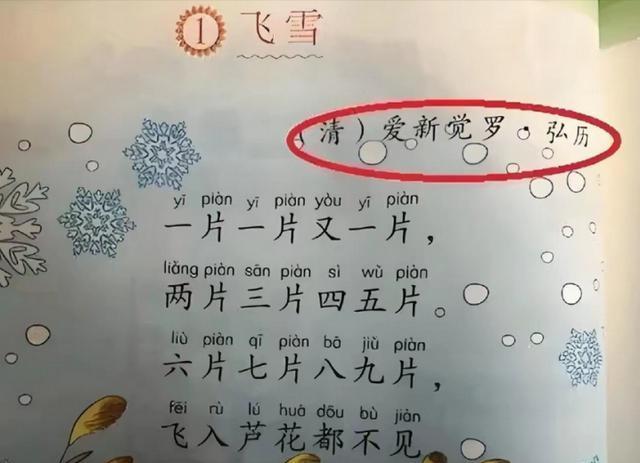 1 飞雪
（清）爱新觉罗·弘历
yī piàn yī piàn yòu yī piàn
一片一片又一片，
liǎng piàn sān piàn sì wǔ piàn
两片三片四五片。
liù piàn qī piàn bā jiǔ piàn
六片七片八九片，
fēi rù lú huā dōu bù jiàn
飞入芦花都不见